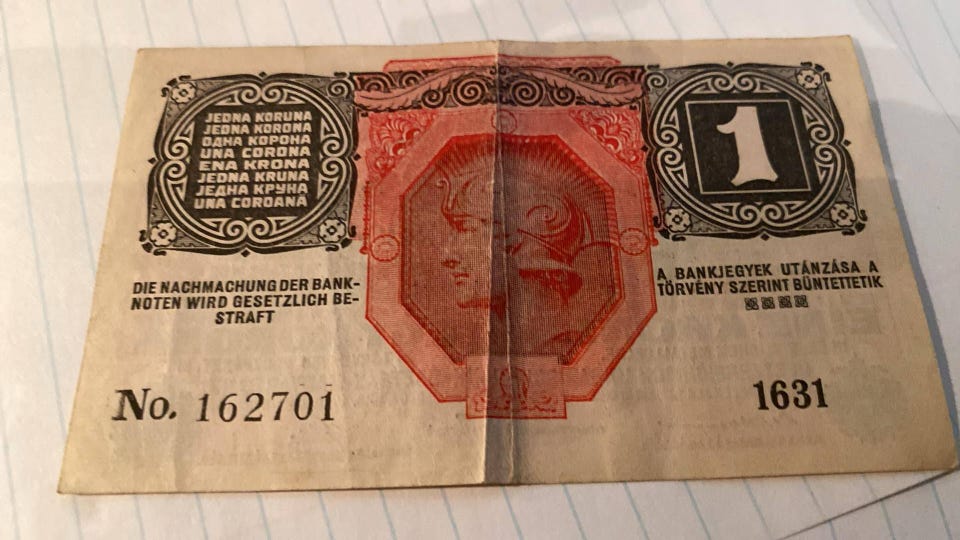 JEDNA KORUNA
JEDNA KORONA
ОДНА КОРОНА
UNA CORONA
ENA KRONA
JEDNA KRUNA
ЈЕДНА КРУНА
UNA COROANĂ
1
DIE NACHMACHUNG DER BANK-
NOTEN WIRD GESETZLICH BE-
STRAFT
A BANKJEGYEK UTÁNZÁSA A
TÖRVÉNY SZERINT BÜNTETTETIK
No. 162701
1631